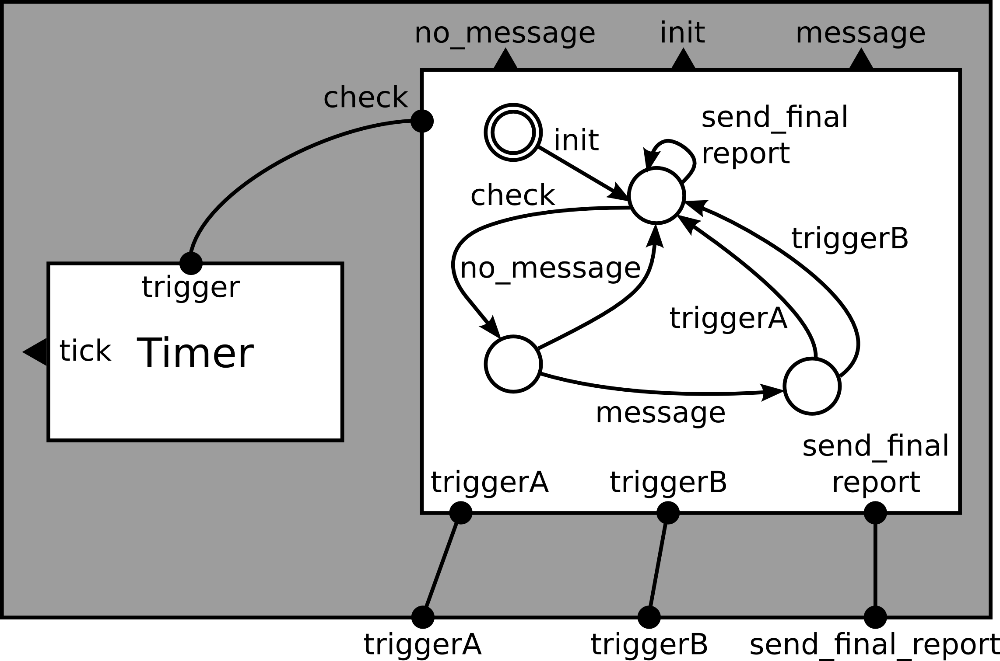 no_message init message
check
send_final
report
init
check
triggerB
no_message
trigger
triggerA
tick Timer
message
send_final
report
triggerA triggerB
triggerA triggerB send_final_report